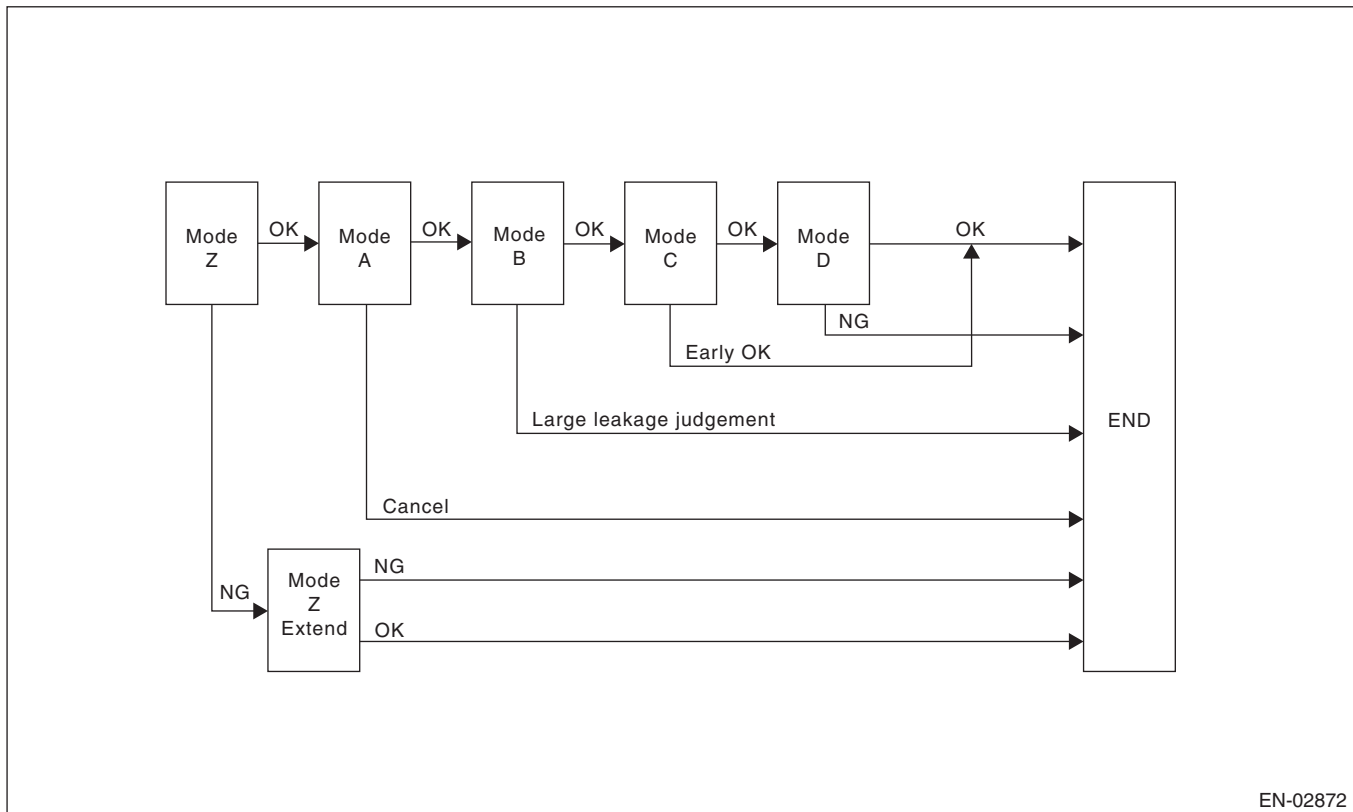 Mode
Z
OK
Mode
A
OK
Mode
B
OK
Mode
C
OK
Mode
D
OK
NG
Early OK
Large leakage judgement
END
Cancel
NG
Mode
Z
Extend
NG
OK
EN-02872